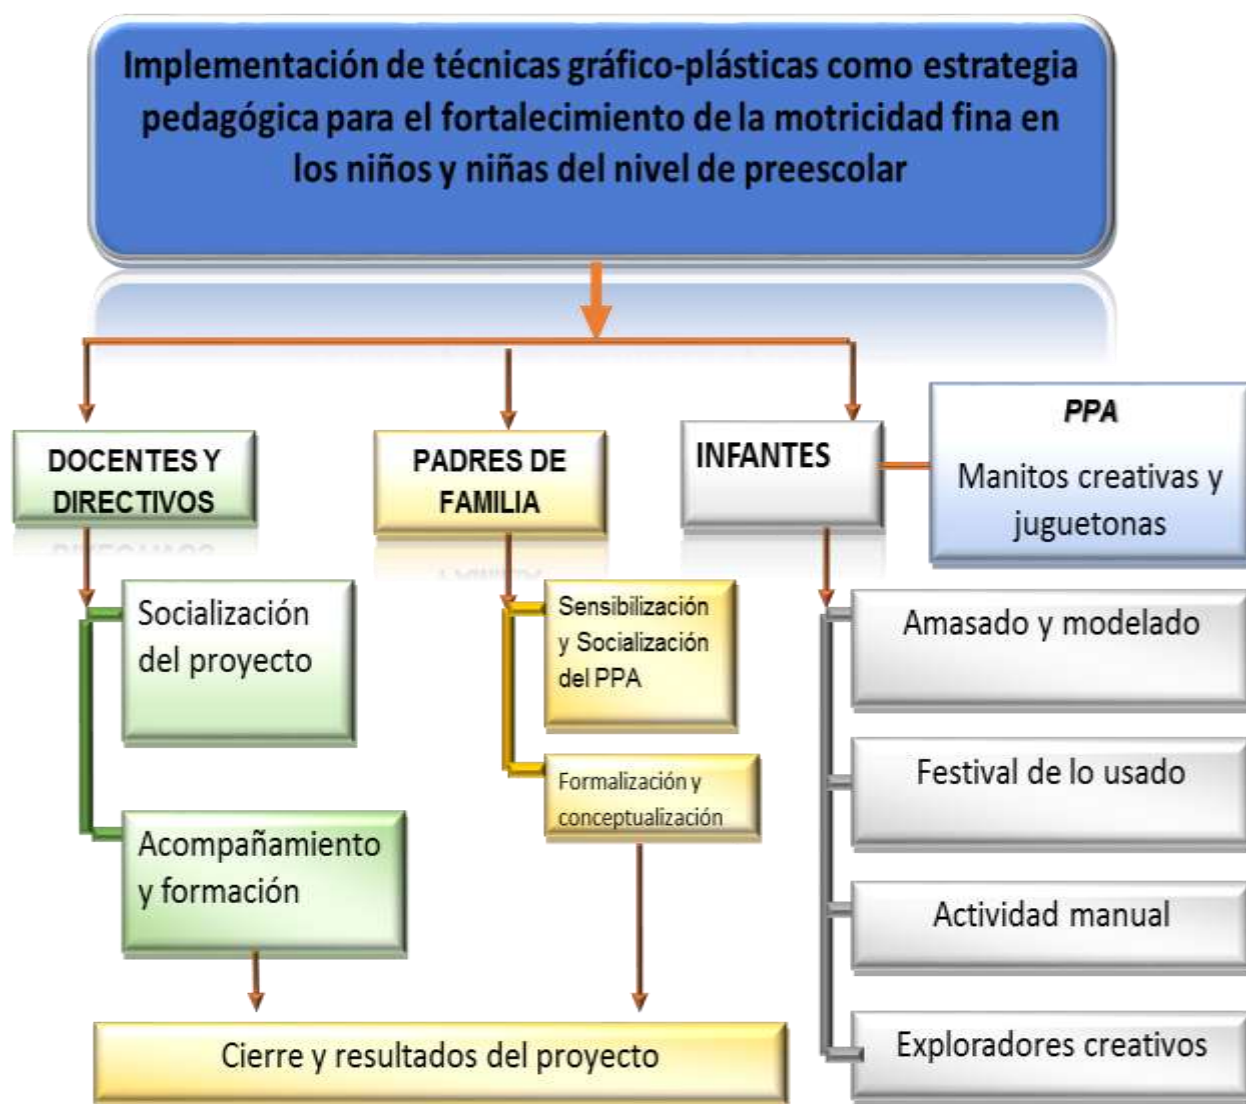 Implementación de técnicas gráfico-plásticas como estrategia
pedagógica para el fortalecimiento de la motricidad fina en
los niños y niñas del nivel de preescolar
DOCENTES Y
DIRECTIVOS
PADRES DE
FAMILIA
INFANTES
PPA
Manitos creativas y
juguetonas
Socialización
del proyecto
Acompañamiento
y formación
Sensibilización
y Socialización
del PPA
Formalización y
conceptualización
Amasado y modelado
Festival de lo usado
Actividad manual
Exploradores creativos
Cierre y resultados del proyecto